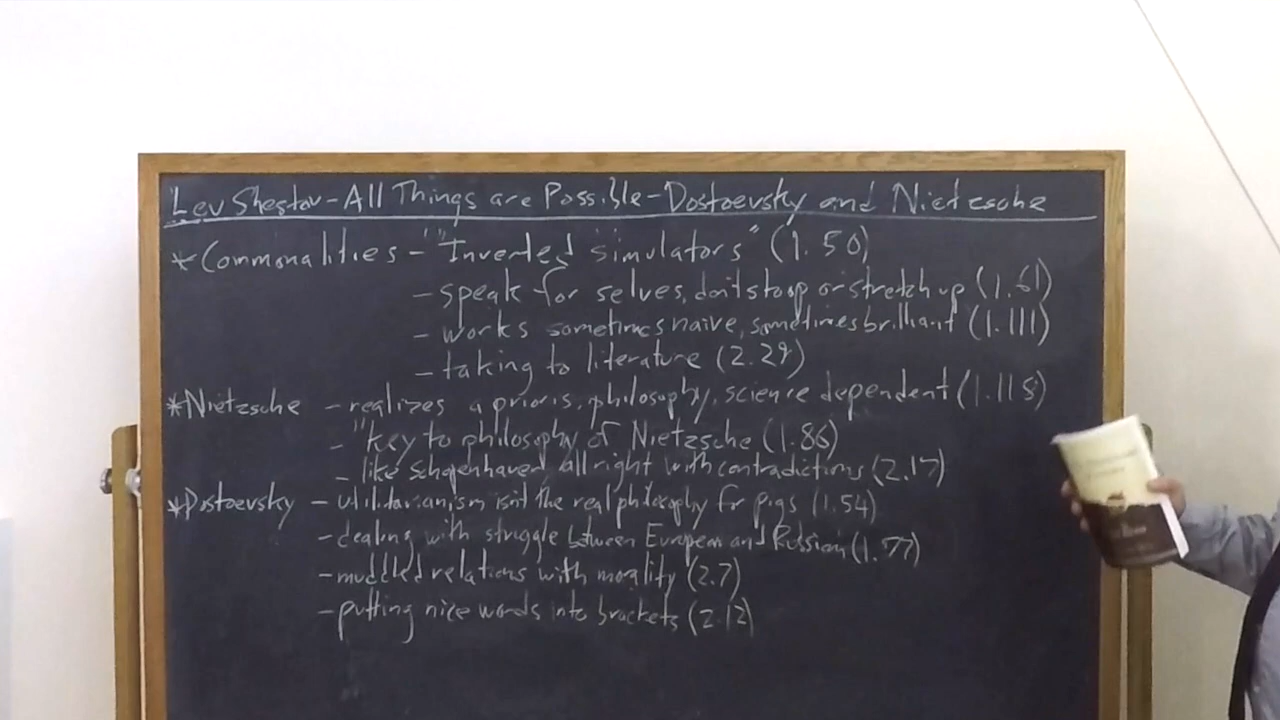 Lev Shestov - All Things are Possible - Dostoevsky and Nietzsche
* Commonalities - "Inverted Simulators" (1.50)
- speak for selves, don't stoop or stretch up (1.61)
- works sometimes naive, sometimes brilliant (1.111)
- taking to literature (2.29)
* Nietzsche - realizes a prioris, philosophy, science dependent (1.115)
- "key to philosophy of Nietzsche (1.86)
- like Schopenhauer all right with contradictions (2.17)
* Dostoevsky - utilitarianism isn't the real philosophy for pigs (1.54)
- dealing with struggle between European and Russian (1.77)
- muddled relations with morality (2.7)
- putting nice words into brackets (2.12)